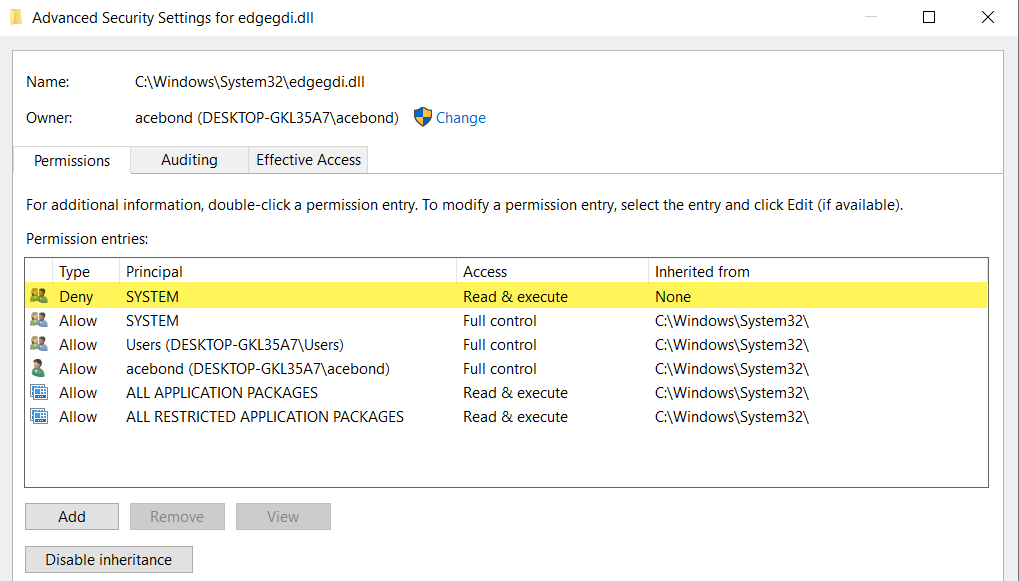 Advanced Security Settings for edgegdi.dll
Name: C:\Windows\System32\edgegdi.dll
Owner: acebond (DESKTOP-GKL35A7\acebond) Change
Permissions Auditing Effective Access
For additional information, double-click a permission entry. To modify a permission entry, select the entry and click Edit (if available).
Permission entries:
Type Principal Access Inherited from
Deny SYSTEM Read & execute None
Allow SYSTEM Full control C:\Windows\System32\
Allow Users (DESKTOP-GKL35A7\Users) Full control C:\Windows\System32\
Allow acebond (DESKTOP-GKL35A7\acebond) Full control C:\Windows\System32\
Allow ALL APPLICATION PACKAGES Read & execute C:\Windows\System32\
Allow ALL RESTRICTED APPLICATION PACKAGES Read & execute C:\Windows\System32\
Add Remove View
Disable inheritance